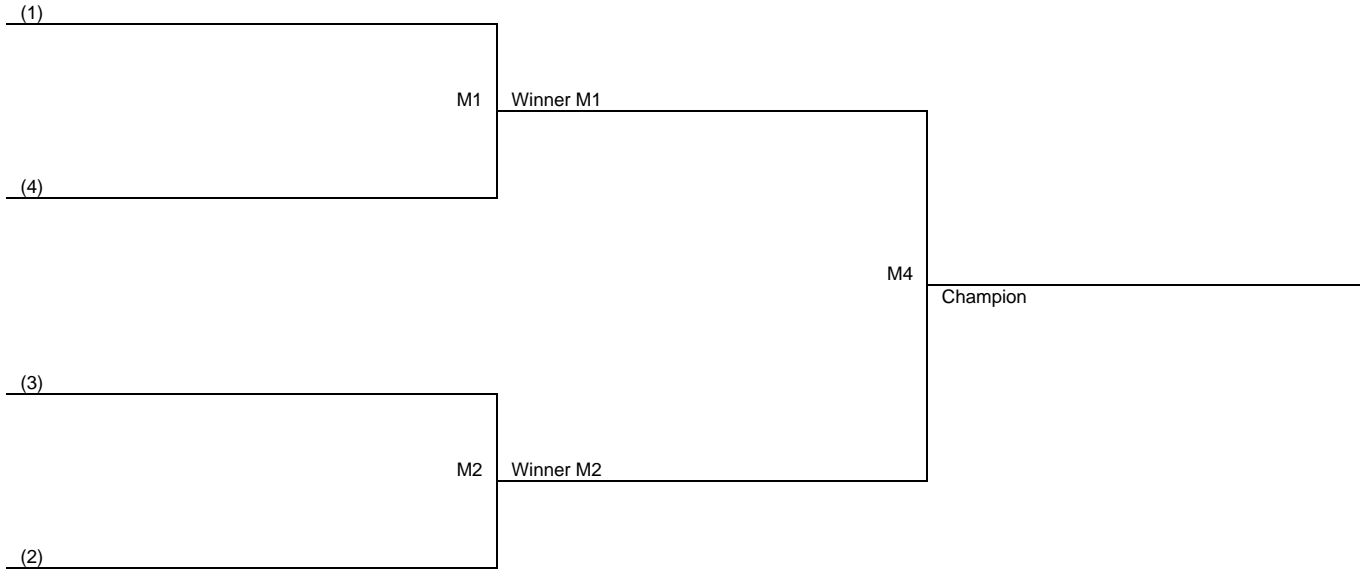 (1)
M1 Winner M1
(4)
M4
Champion
(3)
M2 Winner M2
(2)